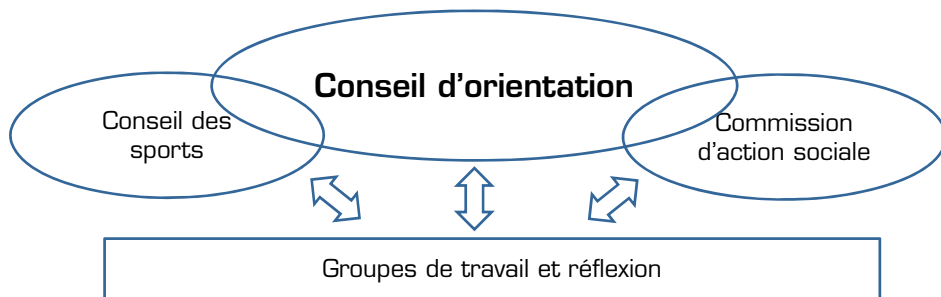 Conseil d’orientation
Conseil des
sports
Commission
d’action sociale
Groupes de travail et réflexion